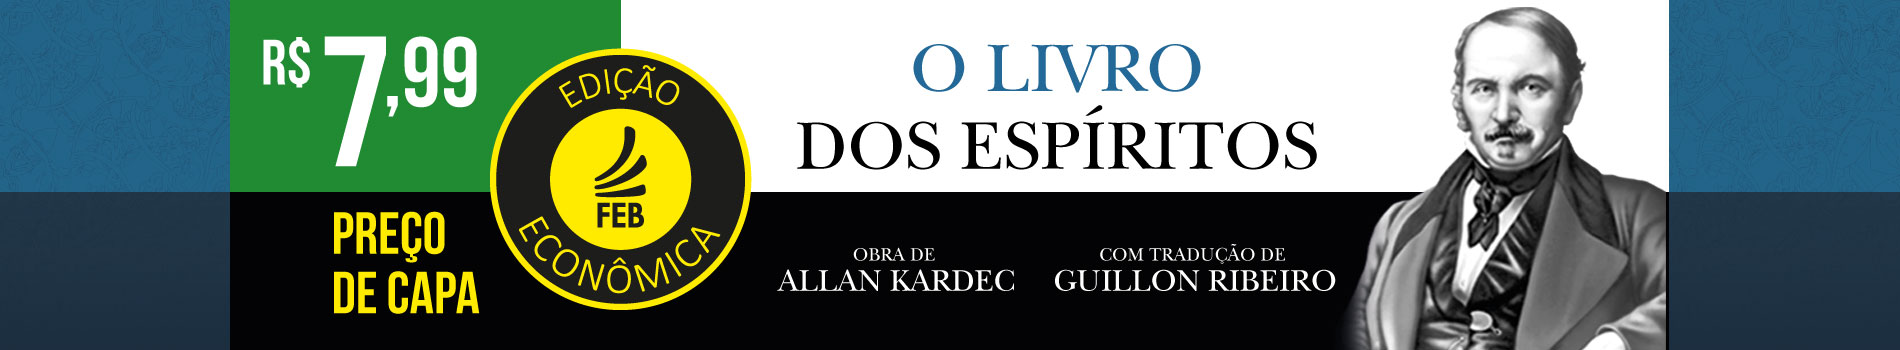 R$ 7,99
PREÇO
DE CAPA
EDIÇÃO
FEB
ECONÔMICA
O LIVRO
DOS ESPÍRITOS
OBRA DE
ALLAN KARDEC
COM TRADUÇÃO DE
GUILLON RIBEIRO